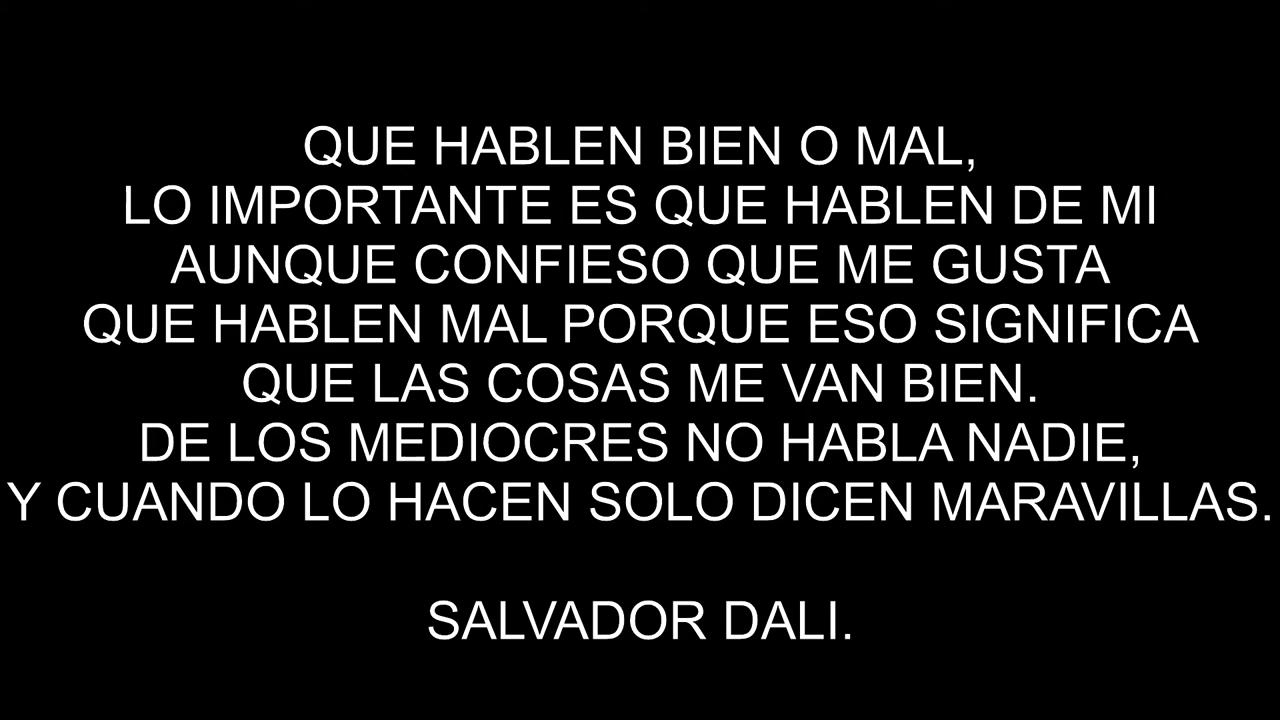 QUE HABLEN BIEN O MAL,
LO IMPORTANTE ES QUE HABLEN DE MI
AUNQUE CONFIESO QUE ME GUSTA
QUE HABLEN MAL PORQUE ESO SIGNIFICA
QUE LAS COSAS ME VAN BIEN.
DE LOS MEDIOCRES NO HABLA NADIE,
Y CUANDO LO HACEN SOLO DICEN MARAVILLAS.
SALVADOR DALI.